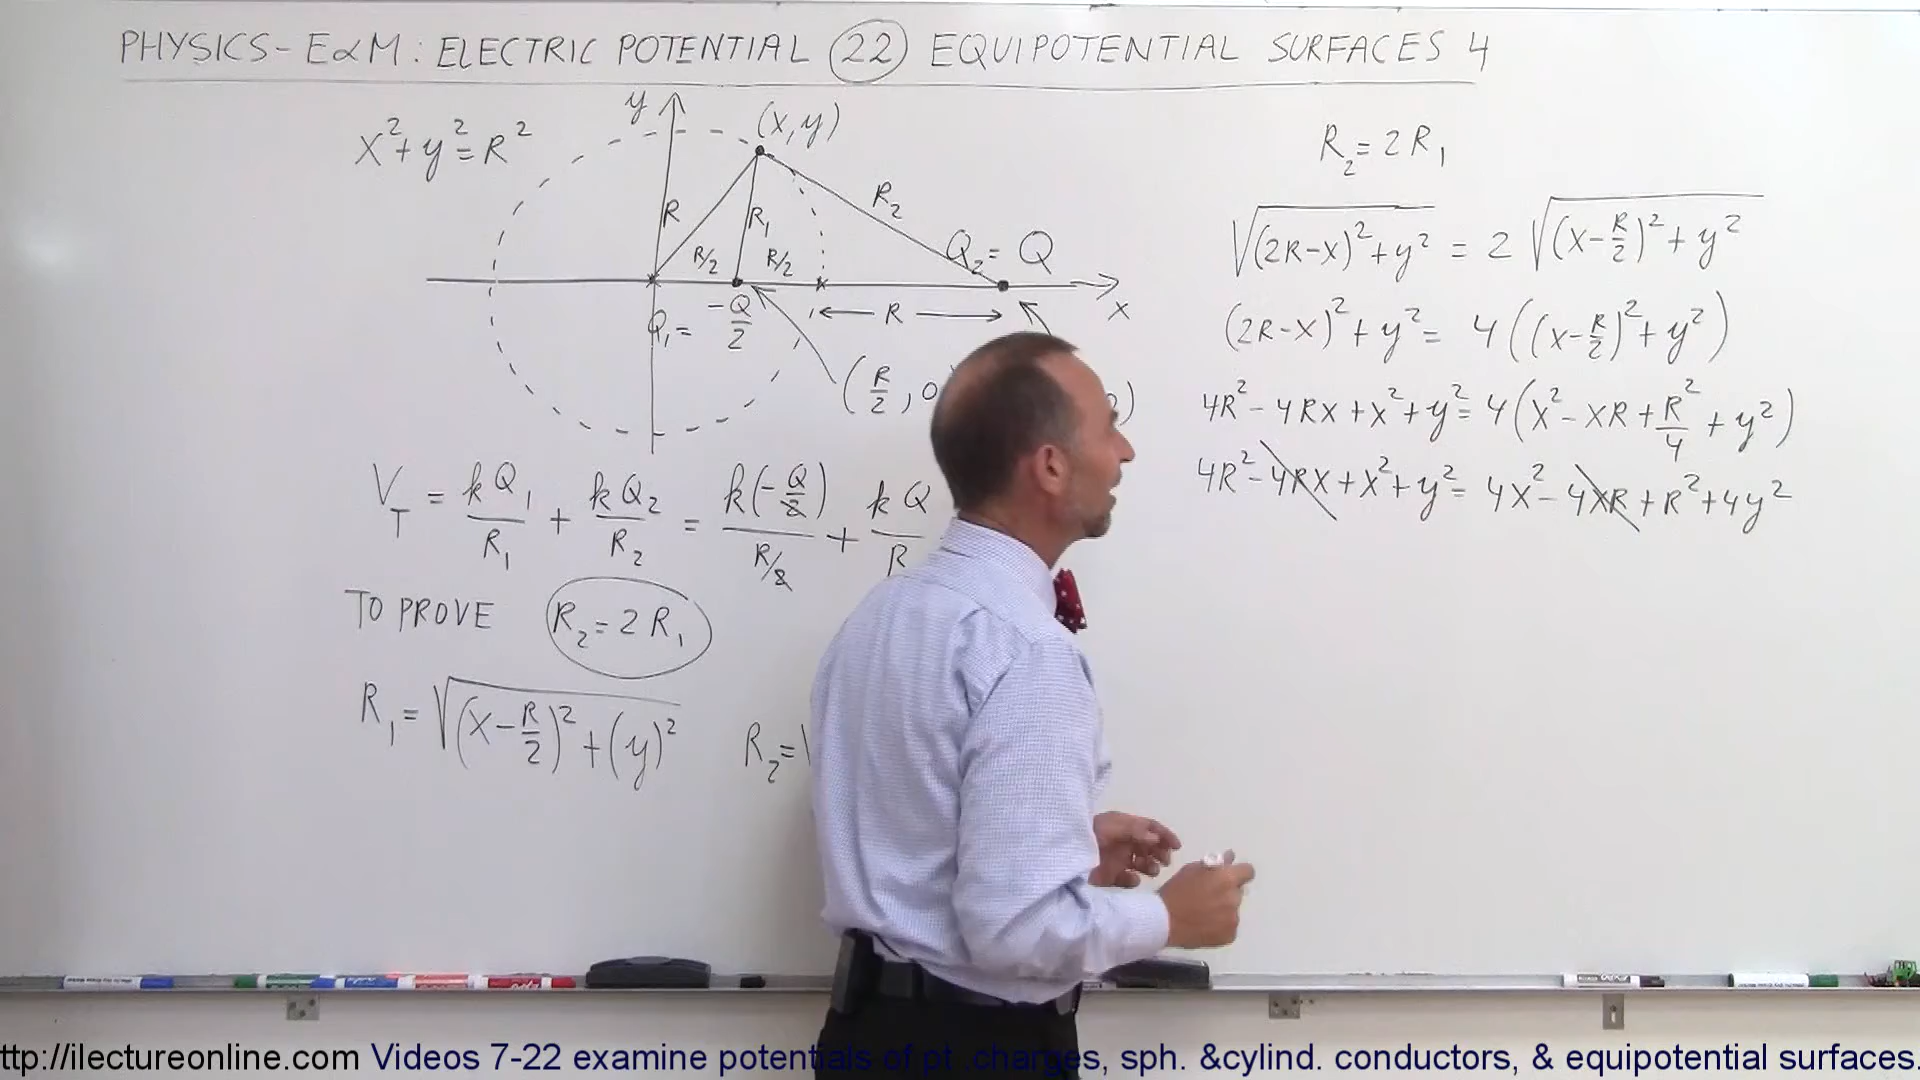 PHYSICS - E∝M : ELECTRIC POTENTIAL (22) EQUIPOTENTIAL SURFACES 4
x² + y² = R²
y
(x, y)
R
R₁
R₂
R/2
R/2
Q₂ = Q
x
Q₁ = -Q/2
← R →
(R/2, 0
)
V_T = kQ₁/R₁ + kQ₂/R₂ = k(-Q/2)/(R/2) + kQ/R
TO PROVE R₂ = 2R₁
R₁ = √((x - R/2)² + (y)²)
R₂ = √
R₂ = 2R₁
√((2R-x)² + y²) = 2√((x - R/2)² + y²)
(2R-x)² + y² = 4((x - R/2)² + y²)
4R² - 4Rx + x² + y² = 4(x² - xR + R²/4 + y²)
4R² - 4Rx + x² + y² = 4x² - 4xR + R² + 4y²
ttp://ilectureonline.com Videos 7-22 examine potentials of pt .charges, sph. &cylind. conductors, & equipotential surfaces.